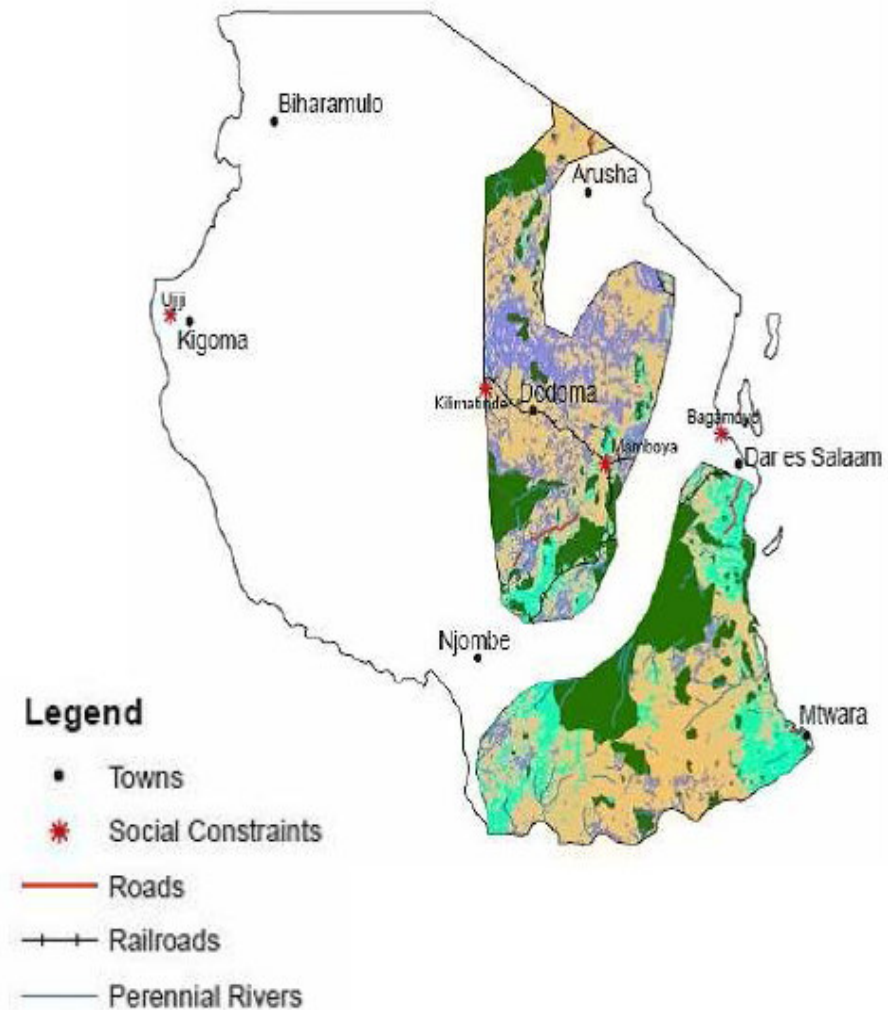 Biharamulo
Arusha
Ujiji
Kigoma
Kilimatinde
Dodoma
Bagamoyo
Mamboya
Dar es Salaam
Njombe
Mtwara
Legend
Towns
Social Constraints
Roads
Railroads
Perennial Rivers